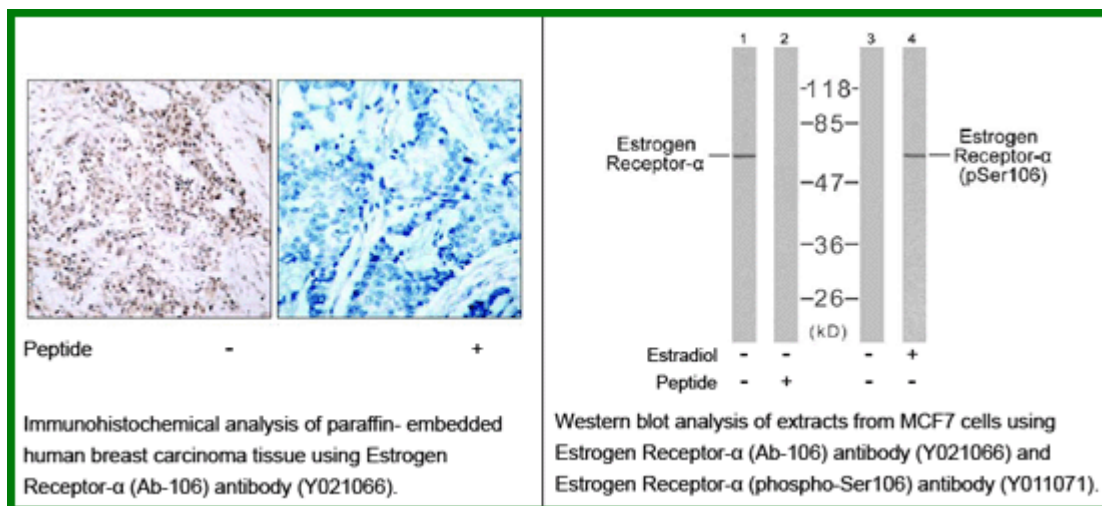 Peptide - +
Immunohistochemical analysis of paraffin- embedded
human breast carcinoma tissue using Estrogen
Receptor-α (Ab-106) antibody (Y021066).
1 2 3 4
-118-
-85-
Estrogen
Receptor-α
Estrogen
Receptor-α
(pSer106)
47-
-36-
-26-
(kD)
Estradiol - - - +
Peptide - + - -
Western blot analysis of extracts from MCF7 cells using
Estrogen Receptor-α (Ab-106) antibody (Y021066) and
Estrogen Receptor-α (phospho-Ser106) antibody (Y011071).